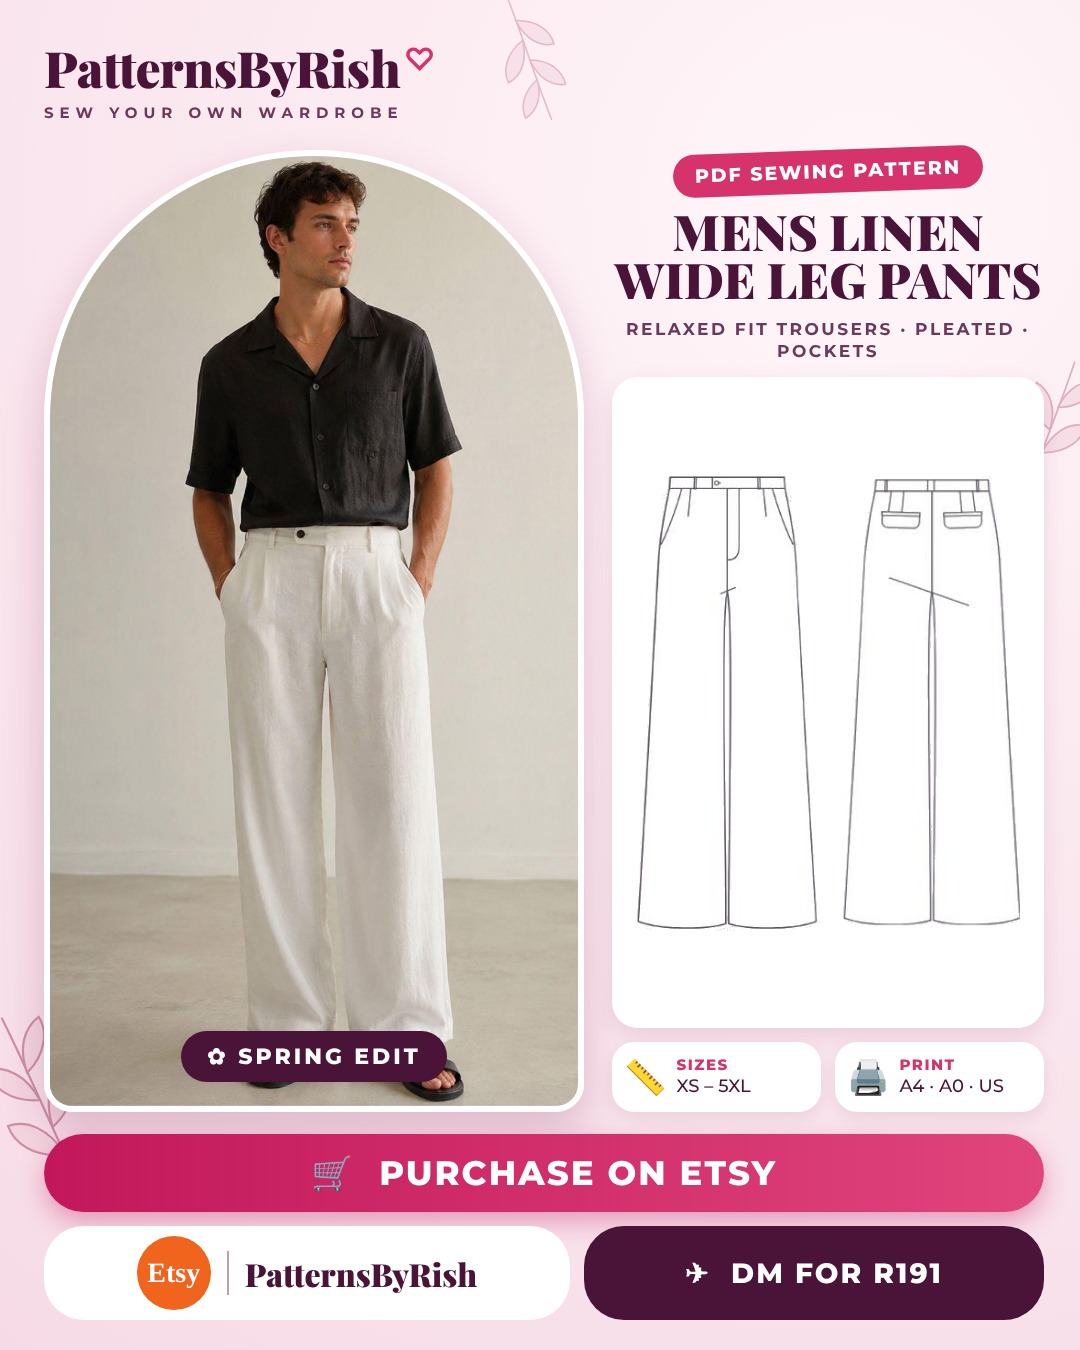 PatternsByRish
SEW YOUR OWN WARDROBE
PDF SEWING PATTERN
MENS LINEN
WIDE LEG PANTS
RELAXED FIT TROUSERS · PLEATED ·
POCKETS
✿ SPRING EDIT
SIZES
XS – 5XL
PRINT
A4 · A0 · US
PURCHASE ON ETSY
Etsy
PatternsByRish
✈ DM FOR R191